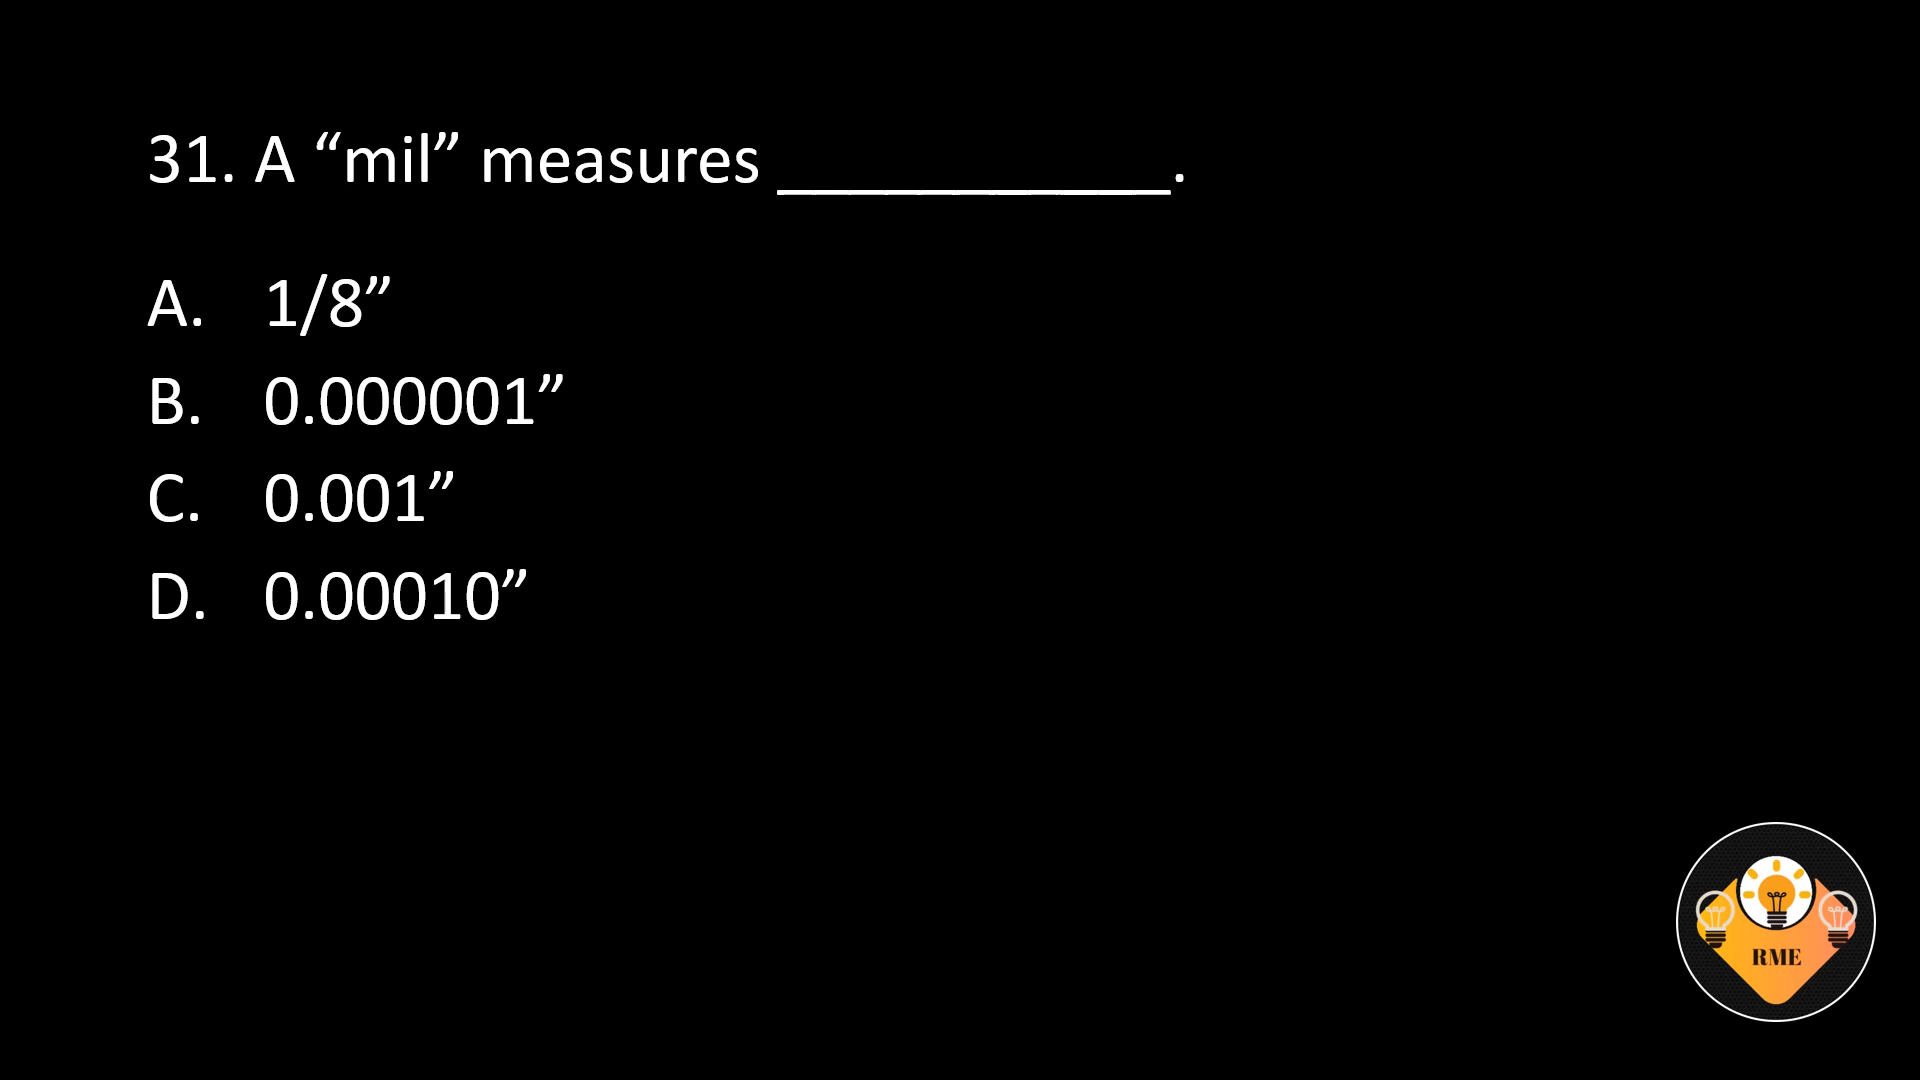 31. A “mil” measures ___________.
A. 1/8”
B. 0.000001”
C. 0.001”
D. 0.00010”
RME